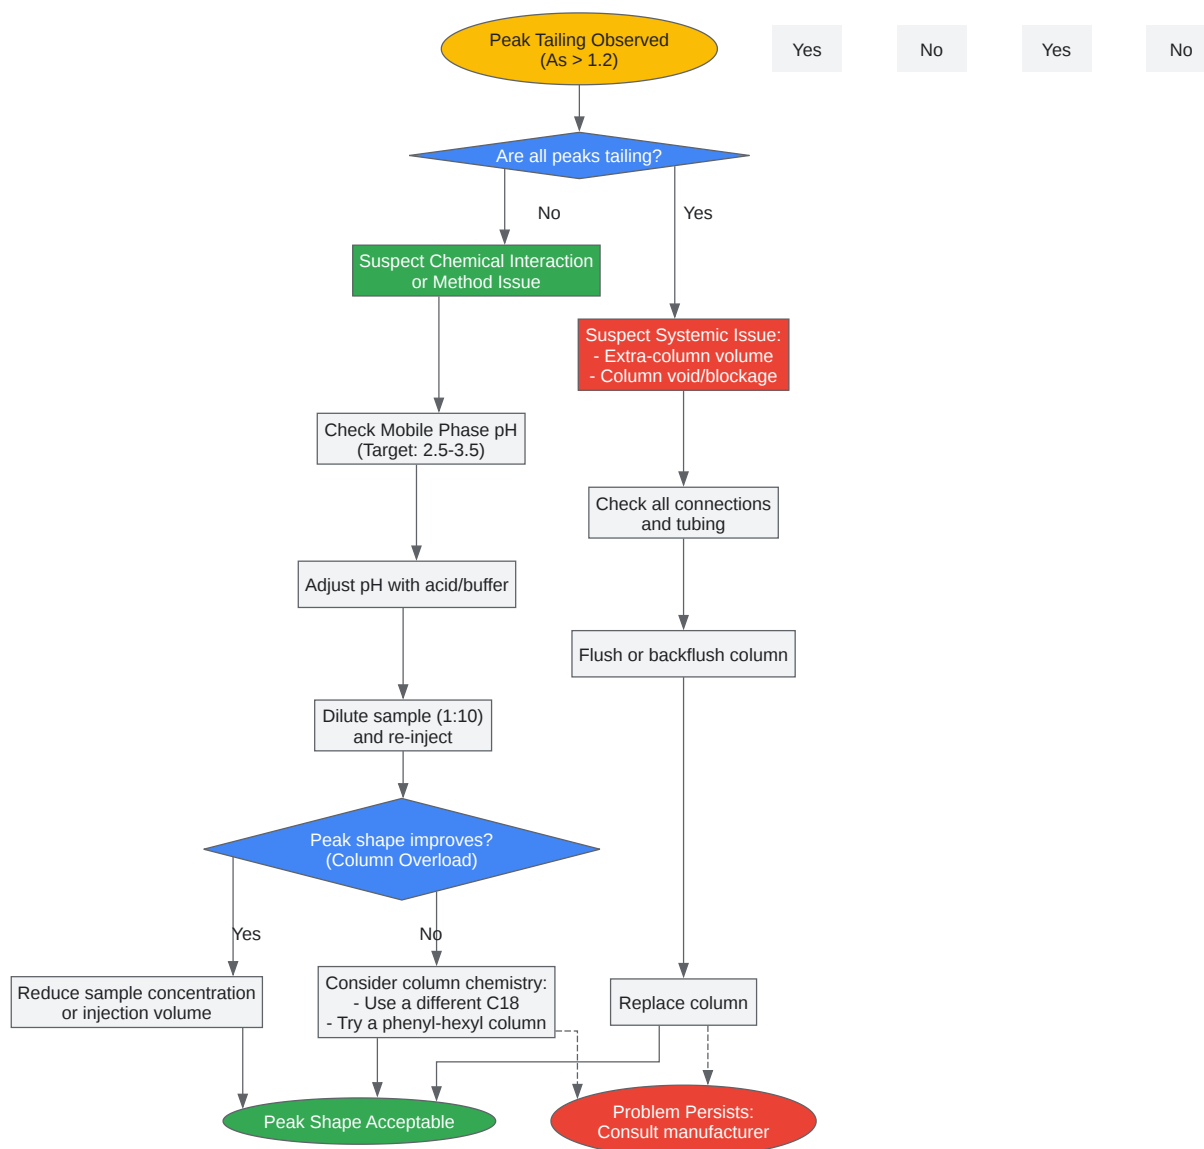 Peak Tailing Observed
(As > 1.2)
Yes
No
Yes
No
Are all peaks tailing?
No
Yes
Suspect Chemical Interaction
or Method Issue
Suspect Systemic Issue:
- Extra-column volume
- Column void/blockage
Check Mobile Phase pH
(Target: 2.5-3.5)
Check all connections
and tubing
Adjust pH with acid/buffer
Flush or backflush column
Dilute sample (1:10)
and re-inject
Peak shape improves?
(Column Overload)
Yes
No
Reduce sample concentration
or injection volume
Consider column chemistry:
- Use a different C18
- Try a phenyl-hexyl column
Replace column
Peak Shape Acceptable
Problem Persists:
Consult manufacturer